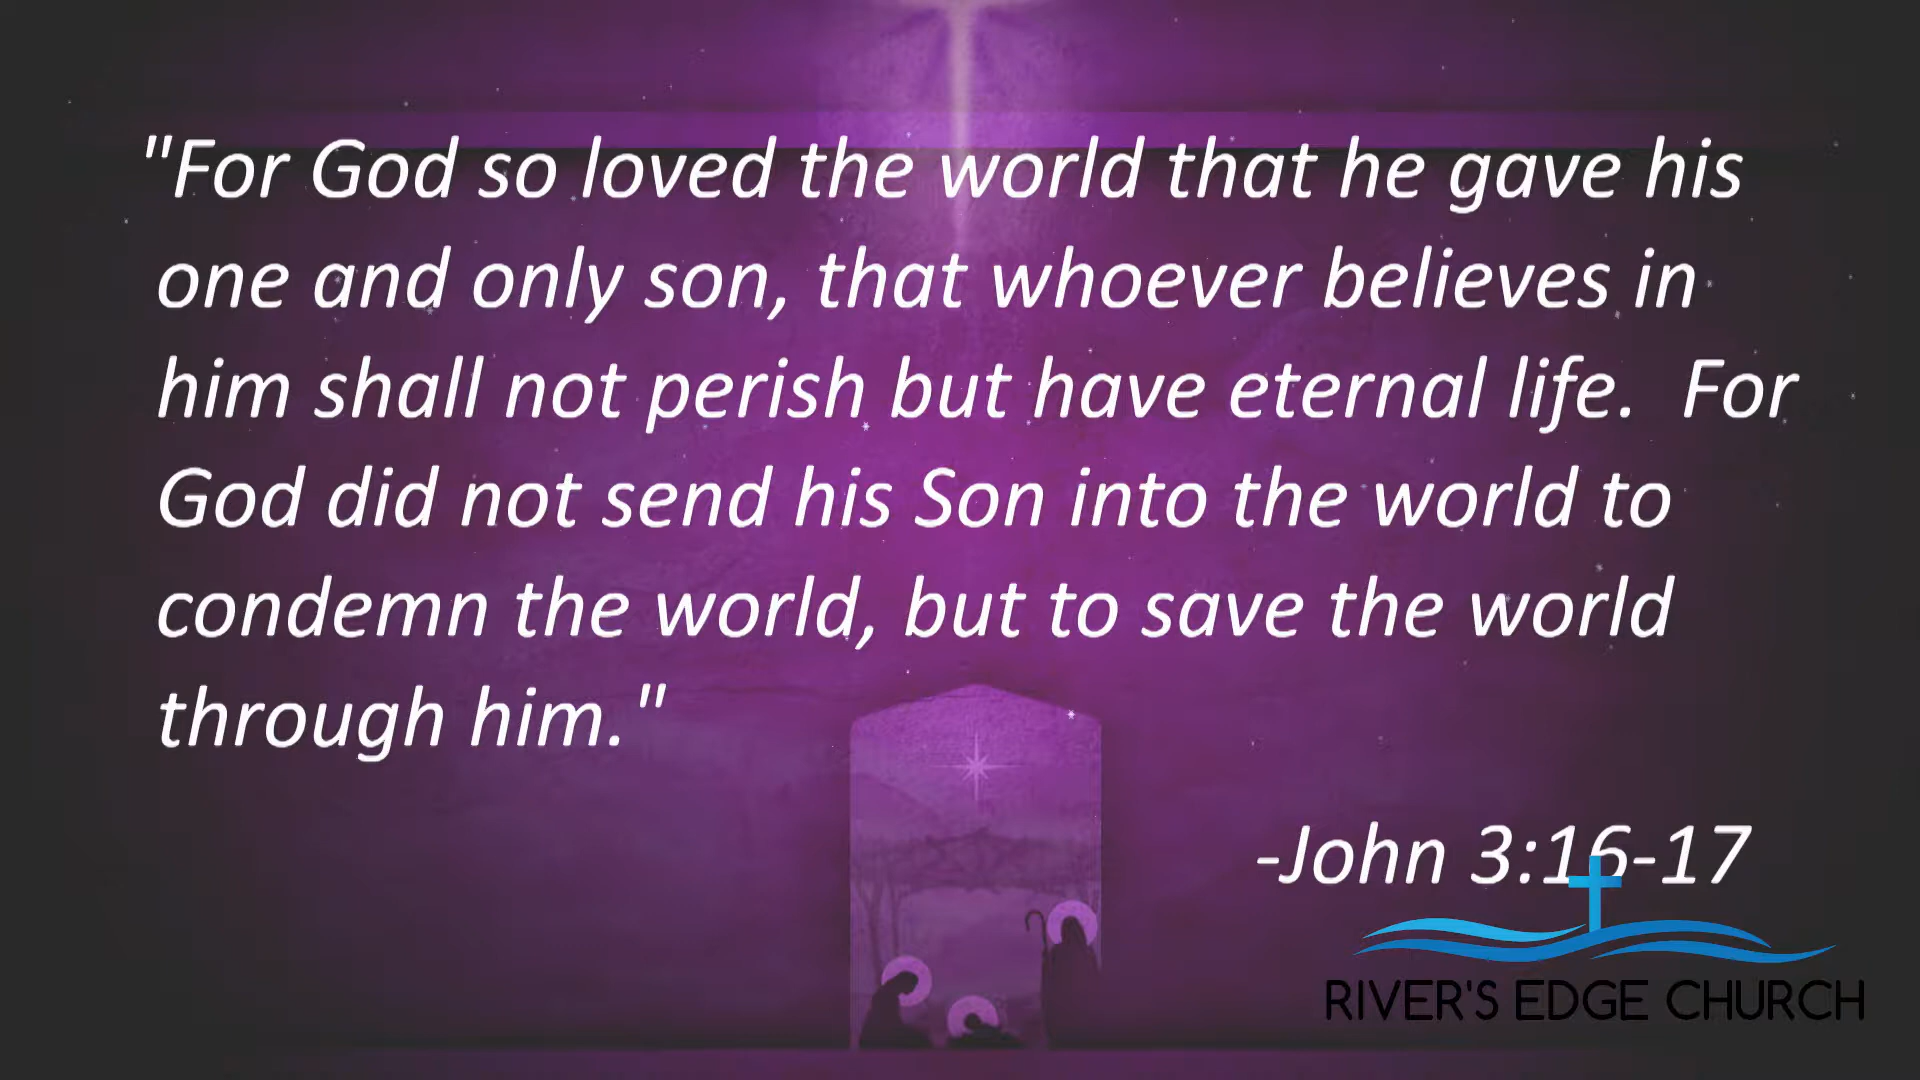 "For God so loved the world that he gave his
one and only son, that whoever believes in
him shall not perish but have eternal life.  For
God did not send his Son into the world to
condemn the world, but to save the world
through him."
-John 3:16-17
RIVER'S EDGE CHURCH